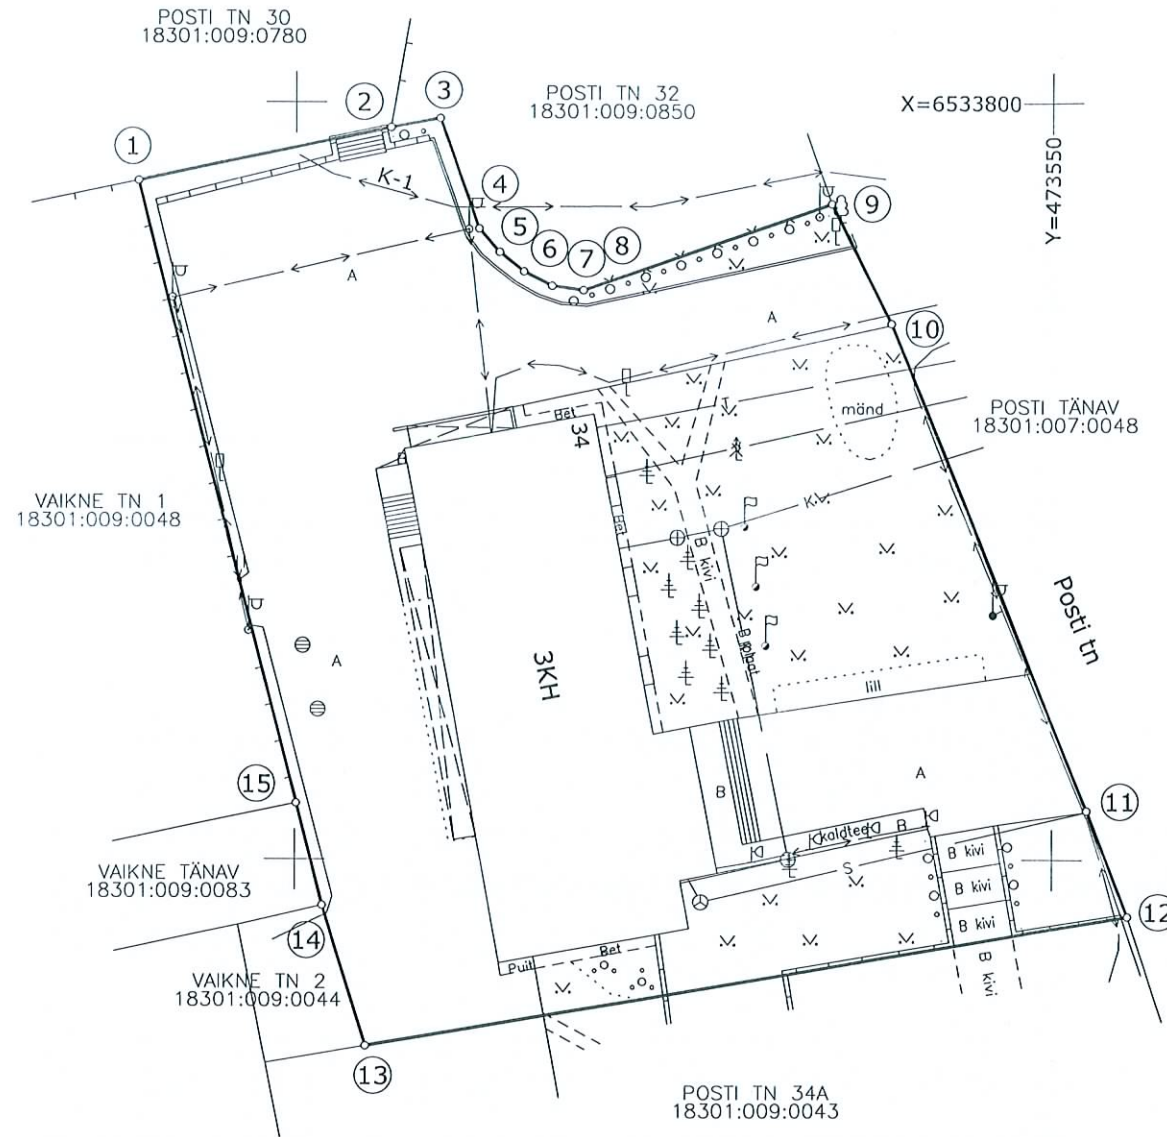 POSTI TN 30
18301:009:0780
POSTI TN 32
18301:009:0850
X=6533800
Y=473550
1
2
3
K-1
4
5
6
7
8
9
10
A
A
T
mänd
POSTI TÄNAV
18301:007:0048
Bet
34
VAIKNE TN 1
18301:009:0048
B
K
Bet
B kivi
A
3KH
Posti tn
lill
B
A
15
11
koldtee
B
B kivi
VAIKNE TÄNAV
18301:009:0083
S
B kivi
B kivi
14
12
Puit
Bet
B kivi
VAIKNE TN 2
18301:009:0044
13
POSTI TN 34A
18301:009:0043